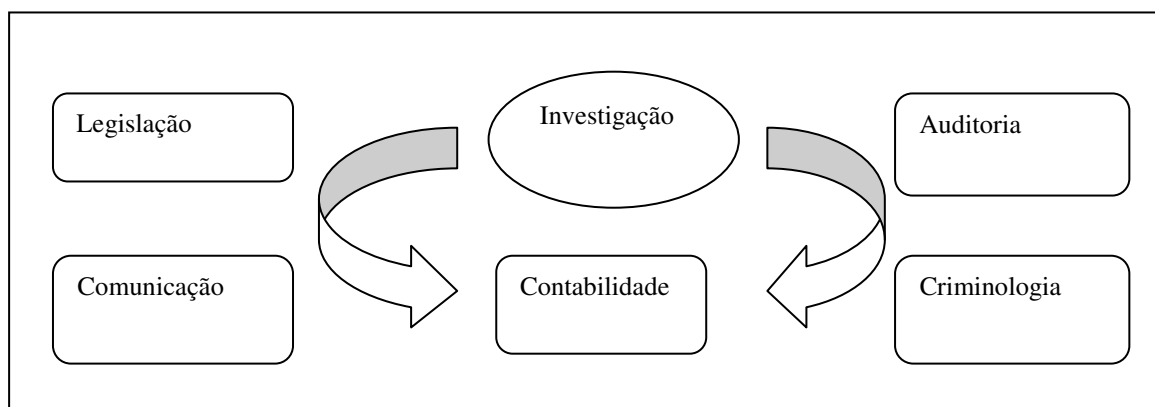 Legislação
Investigação
Auditoria
Comunicação
Contabilidade
Criminologia